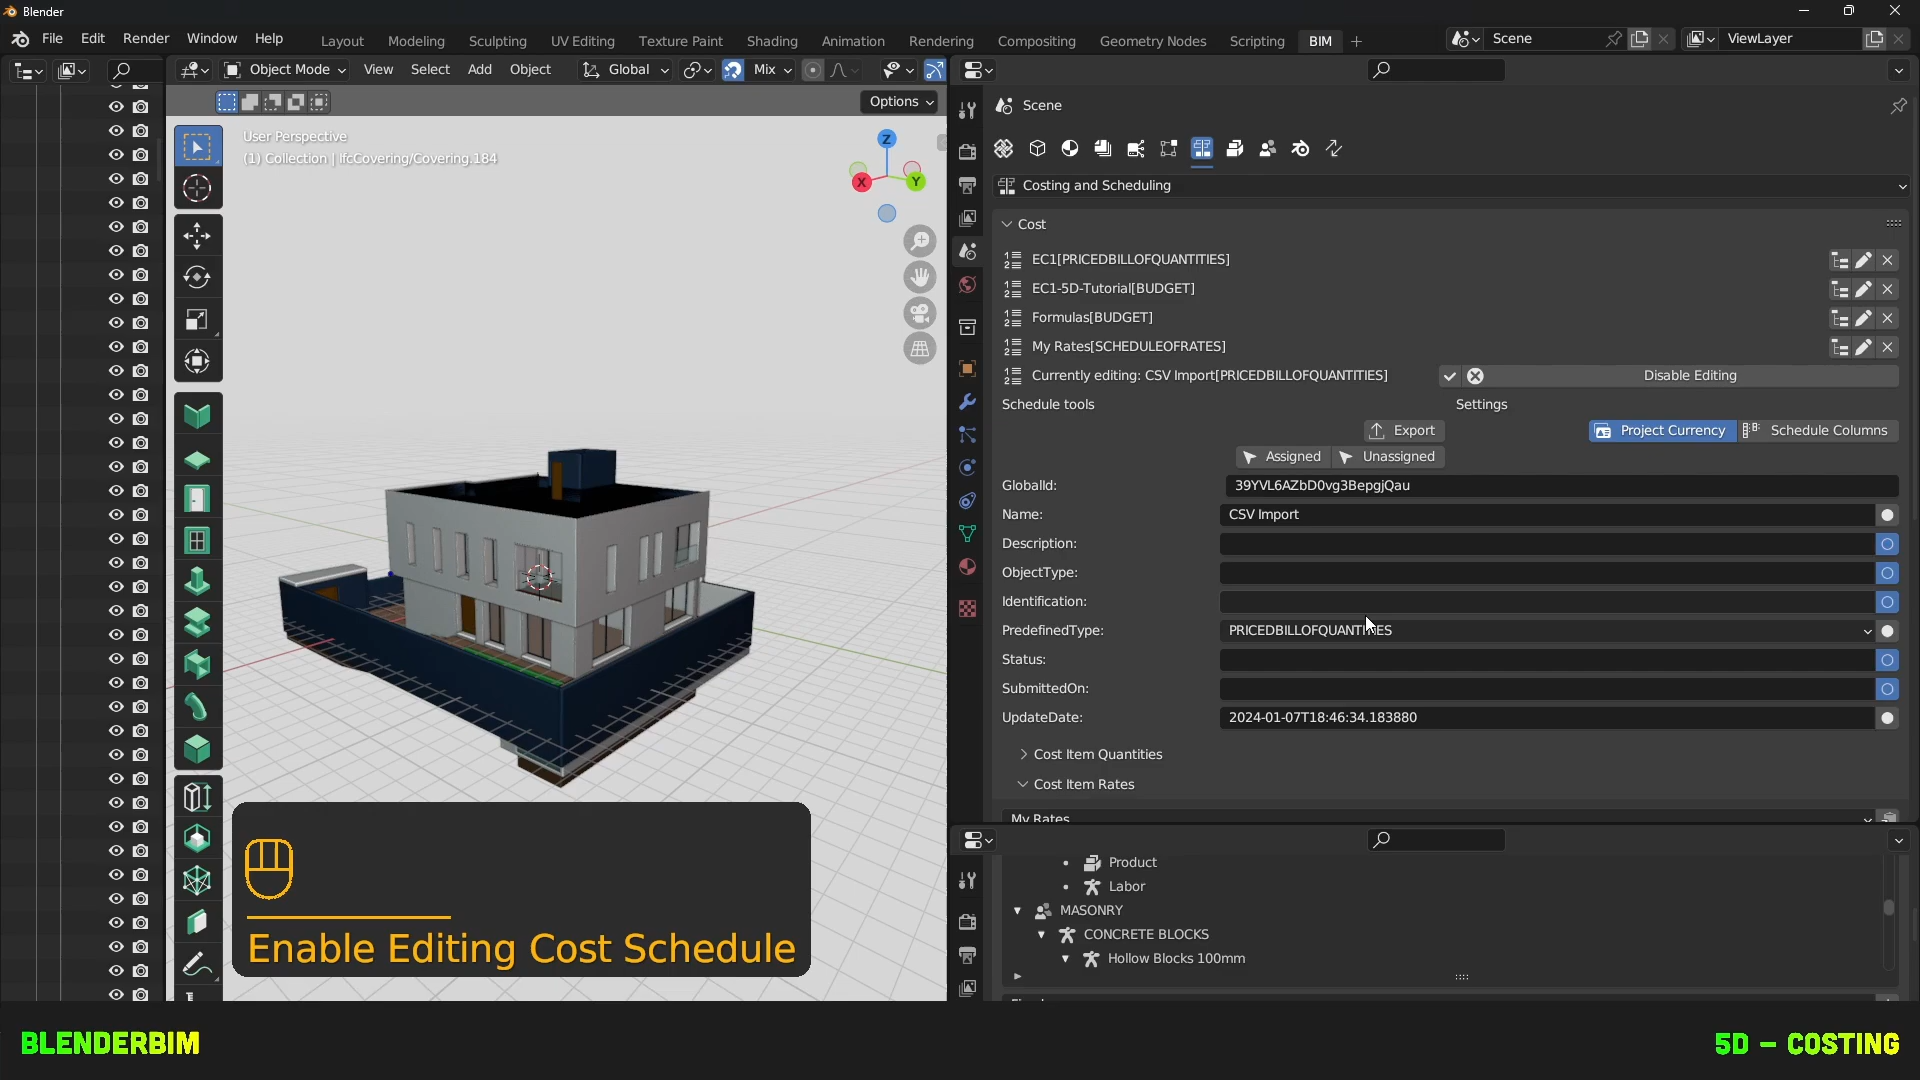 Blender
File Edit Render Window Help
Layout Modeling Sculpting UV Editing Texture Paint Shading Animation Rendering Compositing Geometry Nodes Scripting BIM +
Scene
ViewLayer
Object Mode View Select Add Object Global Mix
Options
User Perspective
(1) Collection | IfcCovering/Covering.184
Z
X
Y
Scene
Costing and Scheduling
Cost
EC1[PRICEDBILLOFQUANTITIES]
EC1-5D-Tutorial[BUDGET]
Formulas[BUDGET]
My Rates[SCHEDULEOFRATES]
Currently editing: CSV Import[PRICEDBILLOFQUANTITIES] Disable Editing
Schedule tools Settings
Export Project Currency Schedule Columns
Assigned Unassigned
GlobalId: 39YVL6AZbD0vg3BepgjQau
Name: CSV Import
Description:
ObjectType:
Identification:
PredefinedType: PRICEDBILLOFQUANTITIES
Status:
SubmittedOn:
UpdateDate: 2024-01-07T18:46:34.183880
Cost Item Quantities
Cost Item Rates
My Rates
Product
Labor
MASONRY
CONCRETE BLOCKS
Hollow Blocks 100mm
Enable Editing Cost Schedule
BLENDERBIM
5D - COSTING